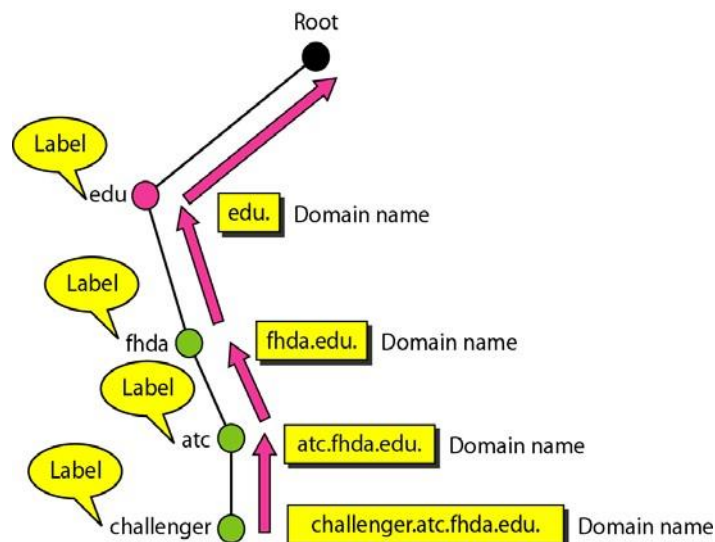 Root
Label
edu
edu. Domain name
Label
fhda
fhda.edu. Domain name
Label
atc
atc.fhda.edu. Domain name
Label
challenger
challenger.atc.fhda.edu. Domain name